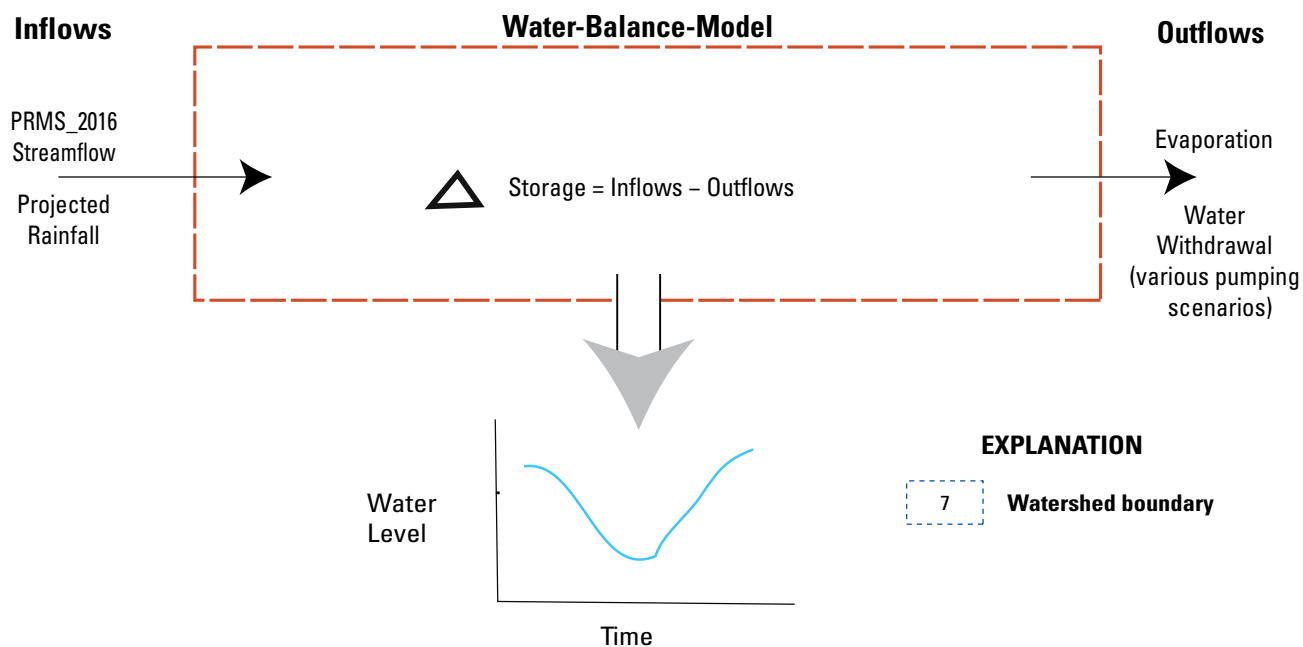 Inflows
Water-Balance-Model
Outflows
PRMS_2016
Streamflow
Projected
Rainfall
Storage = Inflows – Outflows
Evaporation
Water
Withdrawal
(various pumping
scenarios)
Water
Level
Time
EXPLANATION
7
Watershed boundary